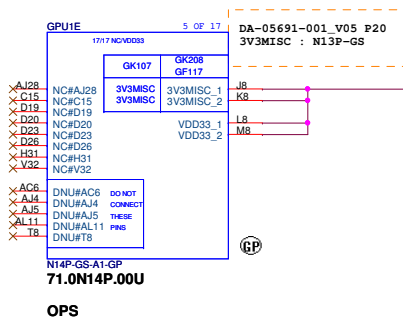 GPU1E 5 OF 17
DA-05691-001_V05 P20
3V3MISC : N13P-GS
17/17 NC/VDD33
GK107 GK208
GF117
AJ28 NC#AJ28 3V3MISC 3V3MISC_1 J8
C15 NC#C15 3V3MISC 3V3MISC_2 K8
D19 NC#D19
D20 NC#D20 VDD33_1 L8
D23 NC#D23 VDD33_2 M8
D26 NC#D26
H31 NC#H31
V32 NC#V32
AC6 DNU#AC6 DO NOT
AJ4 DNU#AJ4 CONNECT
AJ5 DNU#AJ5 THESE
AL11 DNU#AL11 PINS
T8 DNU#T8
GP
N14P-GS-A1-GP
71.0N14P.00U
OPS